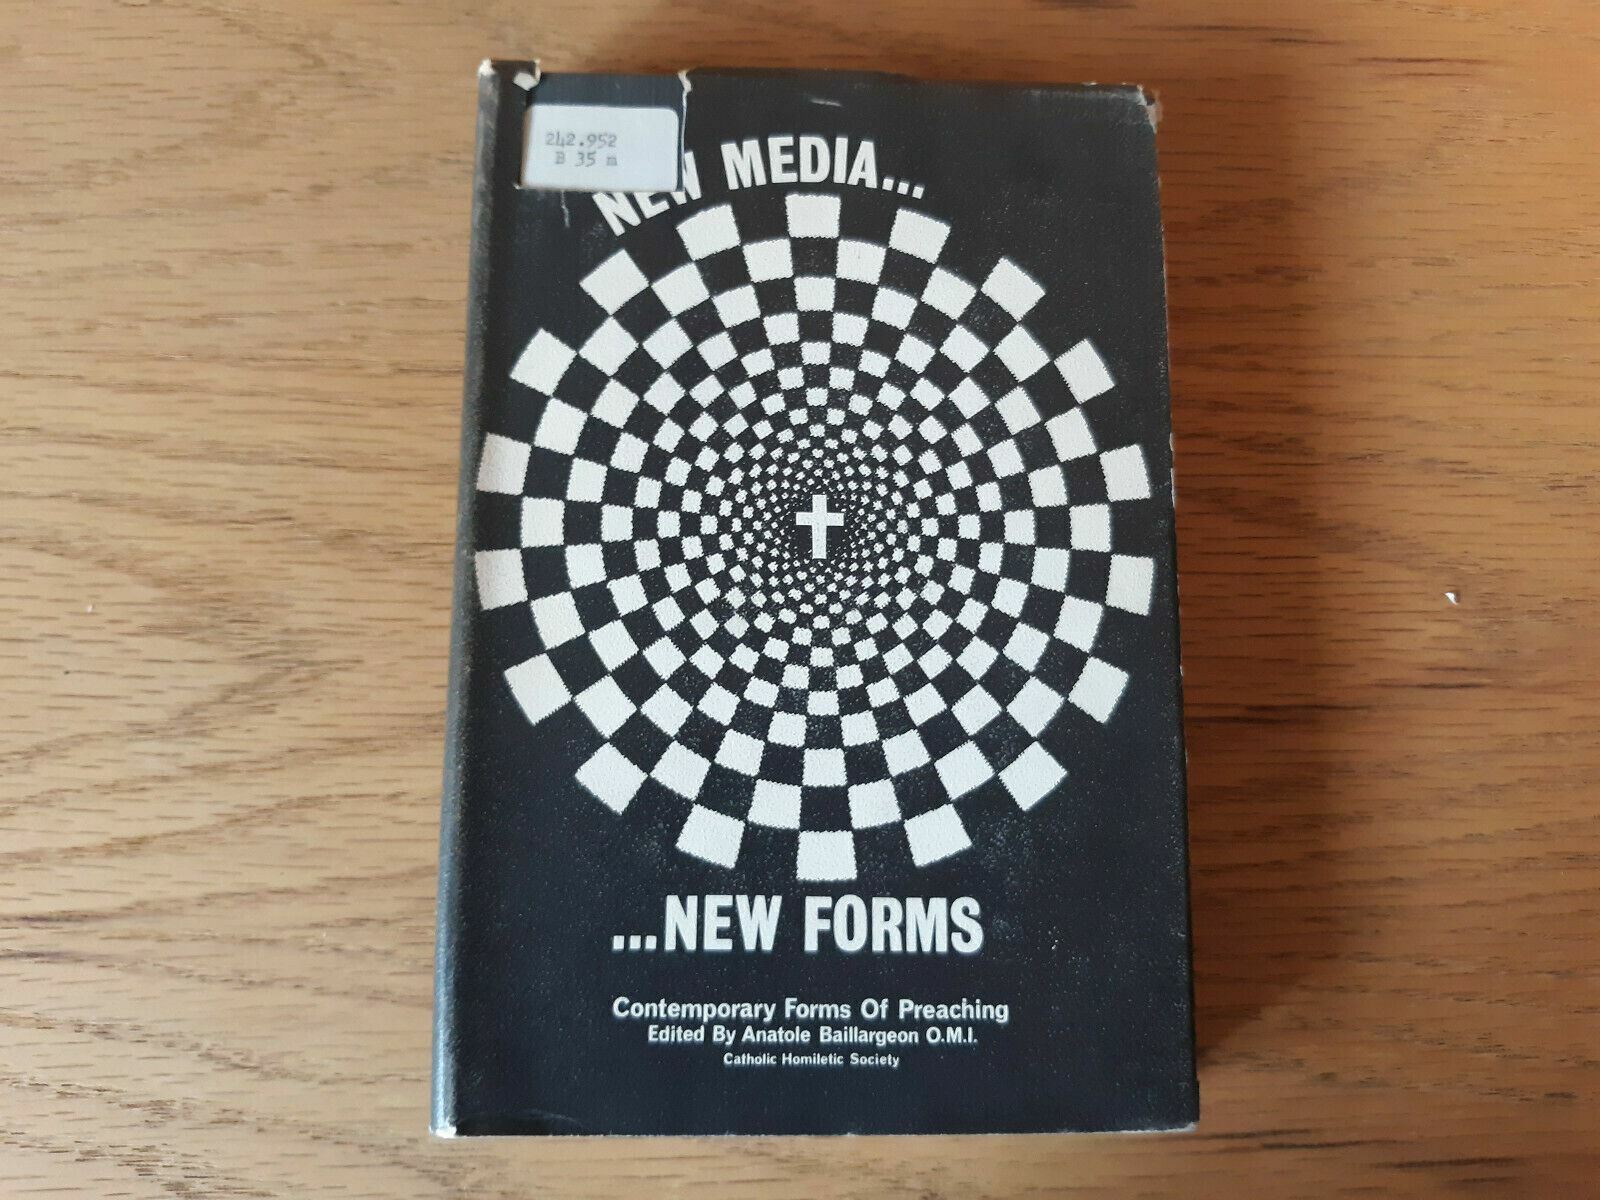 242.952
B 35 m
NEW MEDIA...
...NEW FORMS
Contemporary Forms Of Preaching
Edited By Anatole Baillargeon O.M.I.
Catholic Homiletic Society